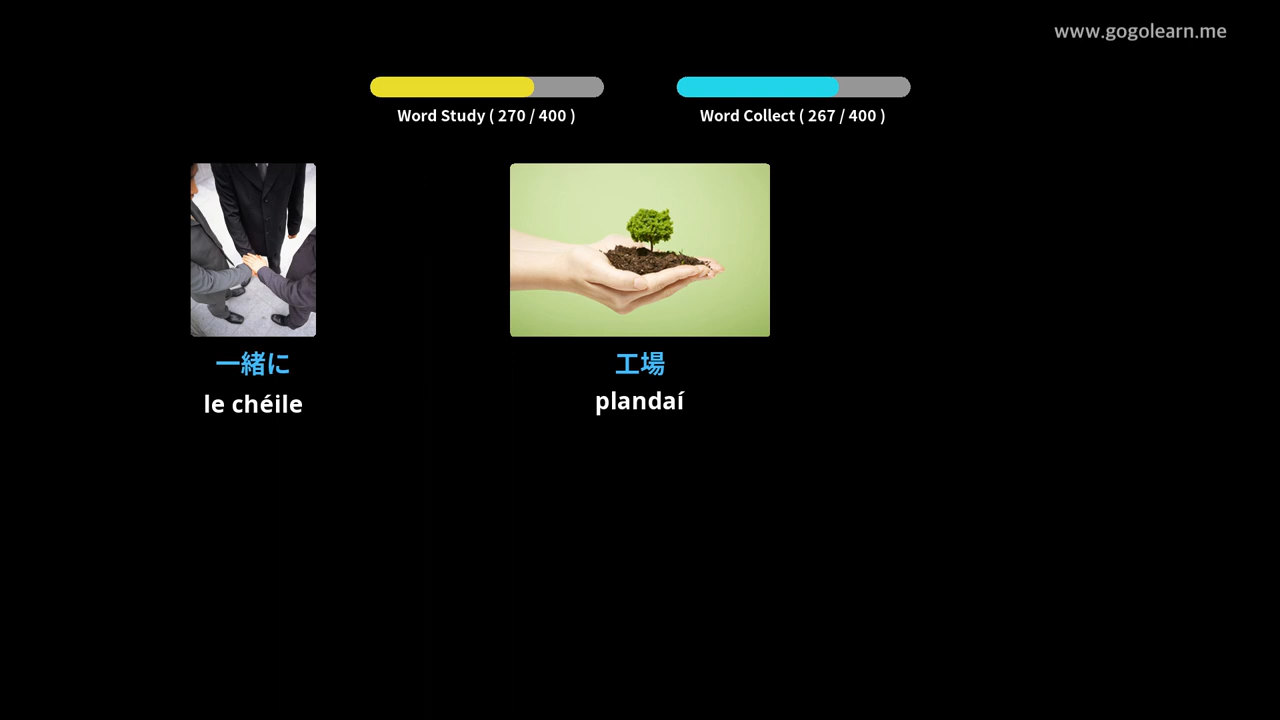 www.gogolearn.me
Word Study ( 270 / 400 )
Word Collect ( 267 / 400 )
一緒に
le chéile
工場
plandaí